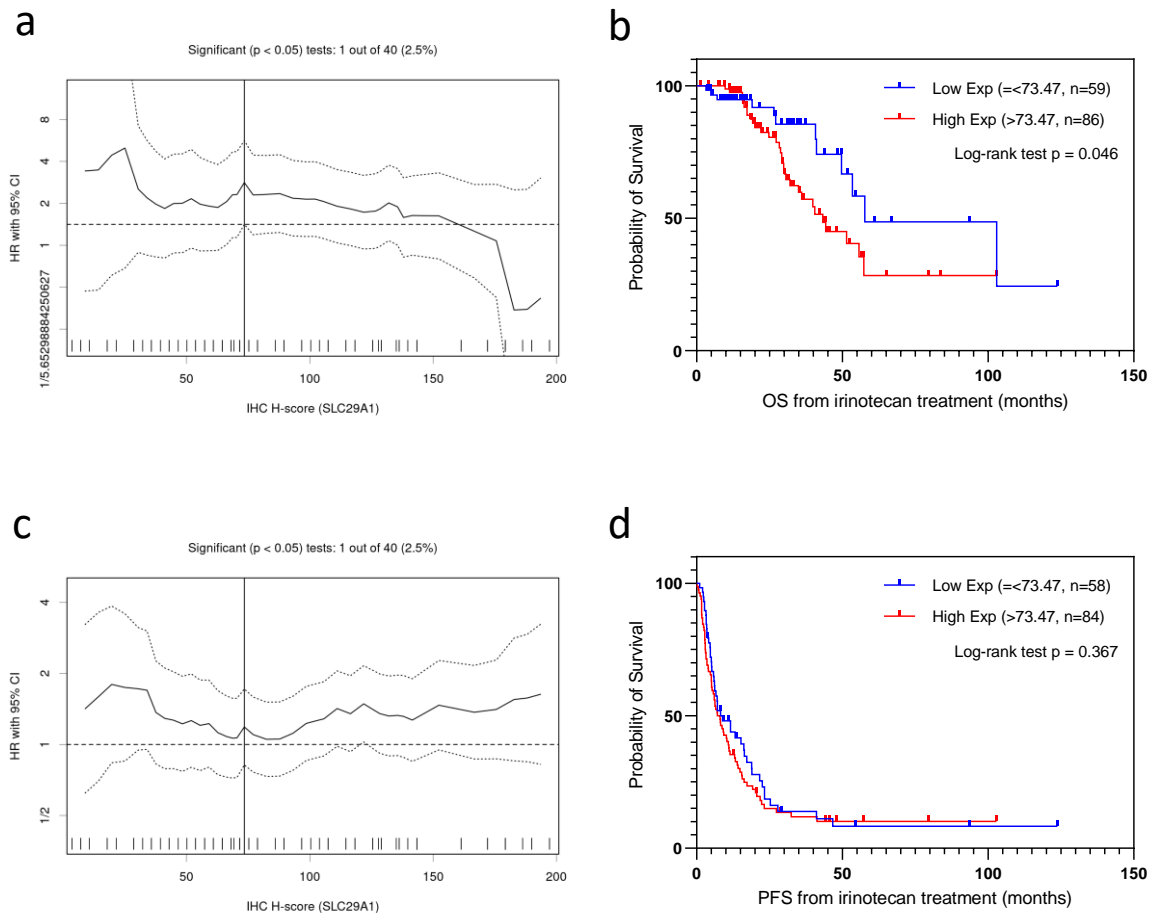 a
Significant (p < 0.05) tests: 1 out of 40 (2.5%)
HR with 95% CI
8
4
2
1
1/5.65298884250627
50
100
150
200
IHC H-score (SLC29A1)
b
Probability of Survival
100
50
0
Low Exp (=<73.47, n=59)
High Exp (>73.47, n=86)
Log-rank test p = 0.046
0
50
100
150
OS from irinotecan treatment (months)
c
Significant (p < 0.05) tests: 1 out of 40 (2.5%)
HR with 95% CI
4
2
1
1/2
50
100
150
200
IHC H-score (SLC29A1)
d
Probability of Survival
100
50
0
Low Exp (=<73.47, n=58)
High Exp (>73.47, n=84)
Log-rank test p = 0.367
0
50
100
150
PFS from irinotecan treatment (months)